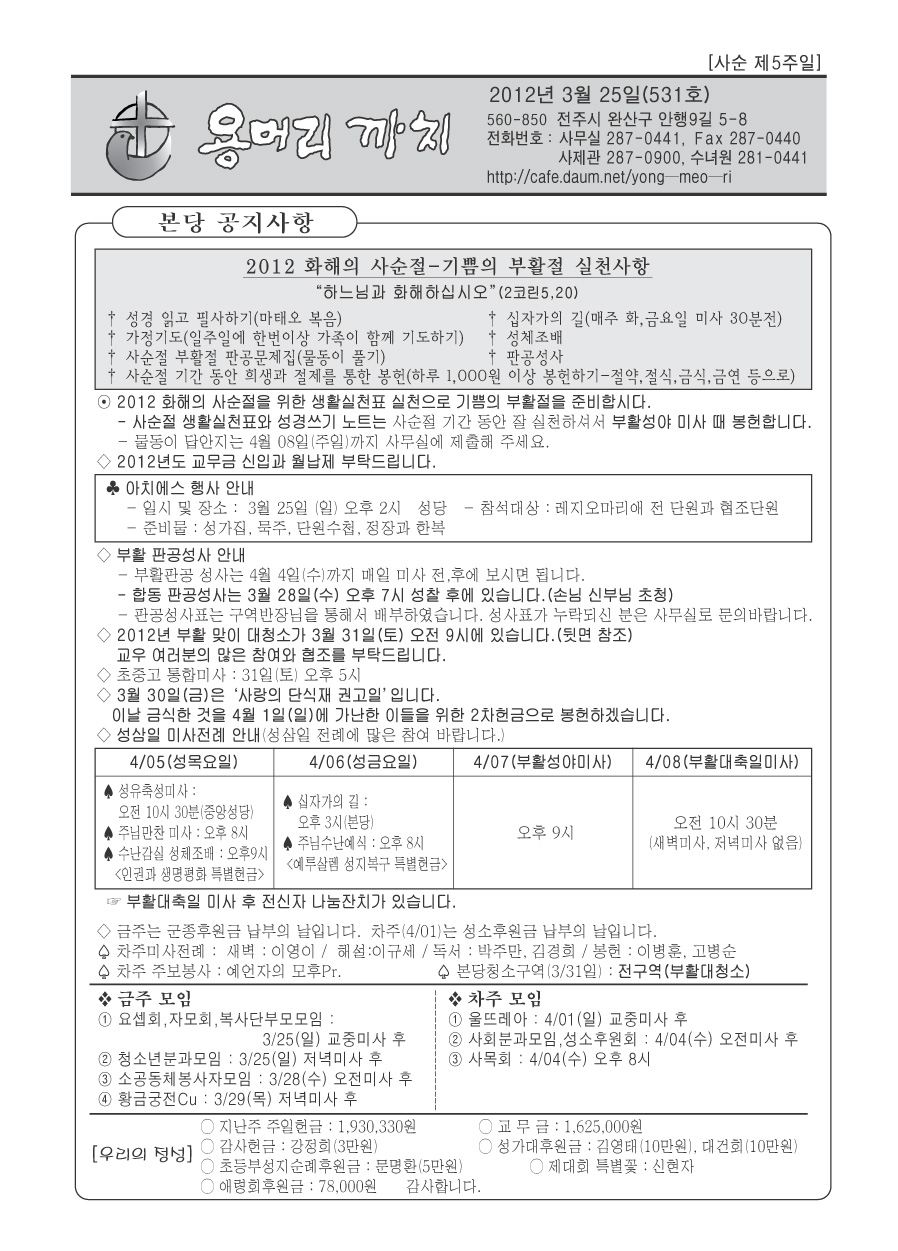 [사순 제5주일]
용머리 까치
2012년 3월 25일(531호)
560-850 전주시 완산구 안행9길 5-8
전화번호 : 사무실 287-0441, Fax 287-0440
사제관 287-0900, 수녀원 281-0441
http://cafe.daum.net/yong—meo—ri
본당 공지사항
2012 화해의 사순절-기쁨의 부활절 실천사항
“하느님과 화해하십시오”(2코린5,20)
† 성경 읽고 필사하기(마태오 복음) † 십자가의 길(매주 화,금요일 미사 30분전)
† 가정기도(일주일에 한번이상 가족이 함께 기도하기) † 성체조배
† 사순절 부활절 판공문제집(물동이 풀기) † 판공성사
† 사순절 기간 동안 희생과 절제를 통한 봉헌(하루 1,000원 이상 봉헌하기-절약,절식,금식,금연 등으로)
⊙ 2012 화해의 사순절을 위한 생활실천표 실천으로 기쁨의 부활절을 준비합시다.
- 사순절 생활실천표와 성경쓰기 노트는 사순절 기간 동안 잘 실천하셔서 부활성야 미사 때 봉헌합니다.
- 물동이 답안지는 4월 08일(주일)까지 사무실에 제출해 주세요.
◇ 2012년도 교무금 신입과 월납제 부탁드립니다.
♣ 아치에스 행사 안내
- 일시 및 장소 : 3월 25일 (일) 오후 2시 성당 - 참석대상 : 레지오마리애 전 단원과 협조단원
- 준비물 : 성가집, 묵주, 단원수첩, 정장과 한복
◇ 부활 판공성사 안내
- 부활판공 성사는 4월 4일(수)까지 매일 미사 전,후에 보시면 됩니다.
- 합동 판공성사는 3월 28일(수) 오후 7시 성찰 후에 있습니다.(손님 신부님 초청)
- 판공성사표는 구역반장님을 통해서 배부하였습니다. 성사표가 누락되신 분은 사무실로 문의바랍니다.
◇ 2012년 부활 맞이 대청소가 3월 31일(토) 오전 9시에 있습니다.(뒷면 참조)
교우 여러분의 많은 참여와 협조를 부탁드립니다.
◇ 초중고 통합미사 : 31일(토) 오후 5시
◇ 3월 30일(금)은 ‘사랑의 단식재 권고일’입니다.
이날 금식한 것을 4월 1일(일)에 가난한 이들을 위한 2차헌금으로 봉헌하겠습니다.
◇ 성삼일 미사전례 안내(성삼일 전례에 많은 참여 바랍니다.)
4/05(성목요일) 4/06(성금요일) 4/07(부활성야미사) 4/08(부활대축일미사)
♠ 성유축성미사 :
오전 10시 30분(중앙성당)
♠ 주님만찬 미사 : 오후 8시
♠ 수난감실 성체조배 : 오후9시
<인권과 생명평화 특별헌금>
♠ 십자가의 길 :
오후 3시(본당)
♠ 주님수난예식 : 오후 8시
<예루살렘 성지복구 특별헌금>
오후 9시
오전 10시 30분
(새벽미사, 저녁미사 없음)
☞ 부활대축일 미사 후 전신자 나눔잔치가 있습니다.
◇ 금주는 군종후원금 납부의 날입니다. 차주(4/01)는 성소후원금 납부의 날입니다.
♤ 차주미사전례 : 새벽 : 이영이 / 해설:이규세 / 독서 : 박주만, 김경희 / 봉헌 : 이병훈, 고병순
♤ 차주 주보봉사 : 예언자의 모후Pr. ♤ 본당청소구역(3/31일) : 전구역(부활대청소)
❖ 금주 모임
① 요셉회,자모회,복사단부모모임 :
3/25(일) 교중미사 후
② 청소년분과모임 : 3/25(일) 저녁미사 후
③ 소공동체봉사자모임 : 3/28(수) 오전미사 후
④ 황금궁전Cu : 3/29(목) 저녁미사 후
❖ 차주 모임
① 울뜨레아 : 4/01(일) 교중미사 후
② 사회분과모임,성소후원회 : 4/04(수) 오전미사 후
③ 사목회 : 4/04(수) 오후 8시
[우리의 정성]
○ 지난주 주일헌금 : 1,930,330원 ○ 교 무 금 : 1,625,000원
○ 감사헌금 : 강정희(3만원) ○ 성가대후원금 : 김영태(10만원), 대건회(10만원)
○ 초등부성지순례후원금 : 문명환(5만원) ○ 제대회 특별꽃 : 신현자
○ 애령회후원금 : 78,000원 감사합니다.